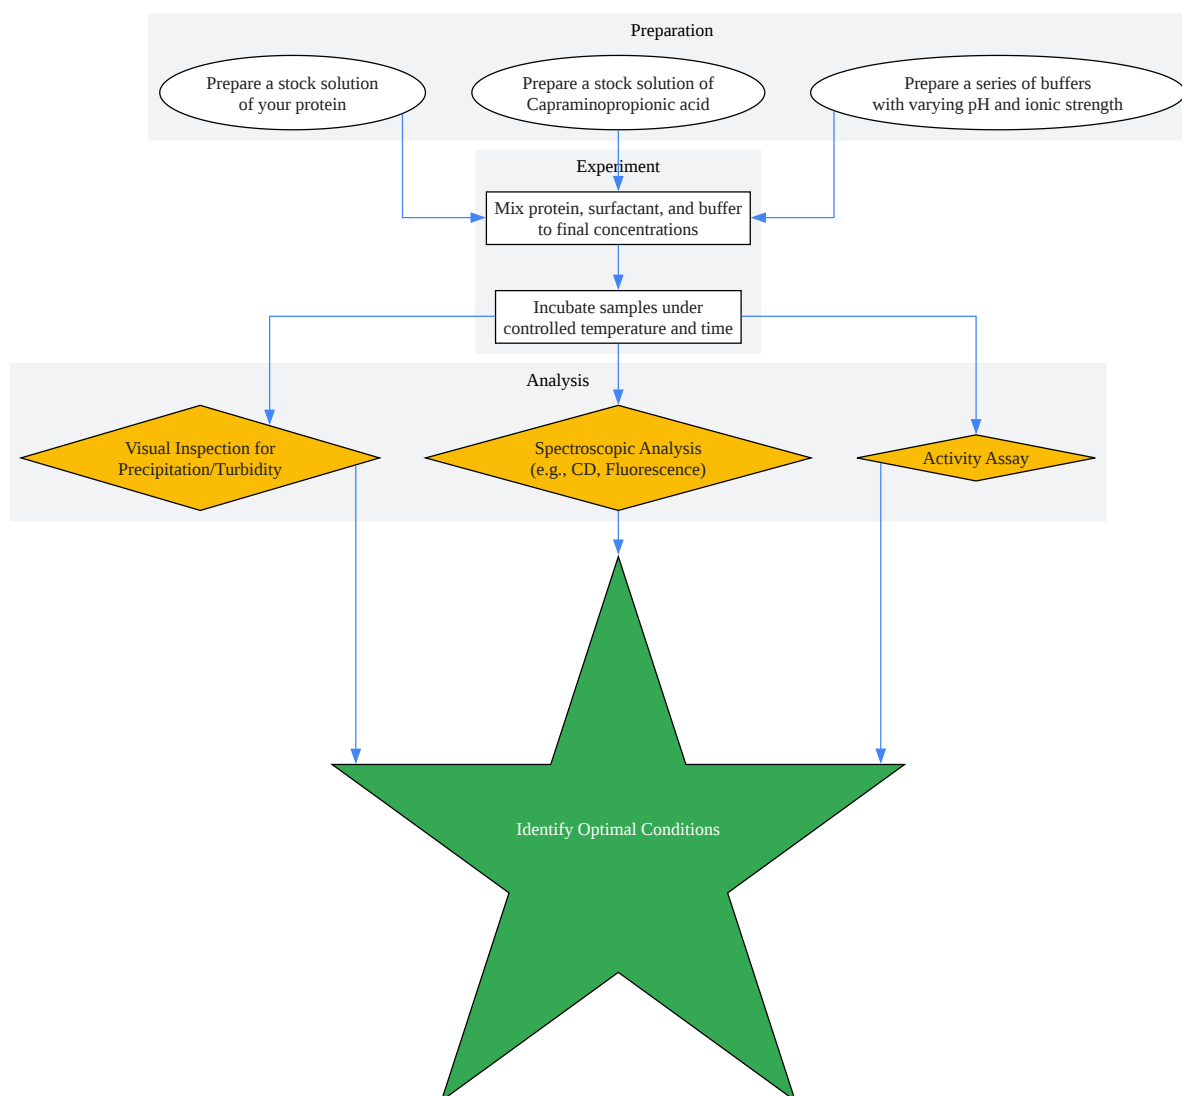 Preparation
Prepare a stock solution
of your protein
Prepare a stock solution of
Capraminopropionic acid
Prepare a series of buffers
with varying pH and ionic strength
Experiment
Mix protein, surfactant, and buffer
to final concentrations
Incubate samples under
controlled temperature and time
Analysis
Visual Inspection for
Precipitation/Turbidity
Spectroscopic Analysis
(e.g., CD, Fluorescence)
Activity Assay
Identify Optimal Conditions